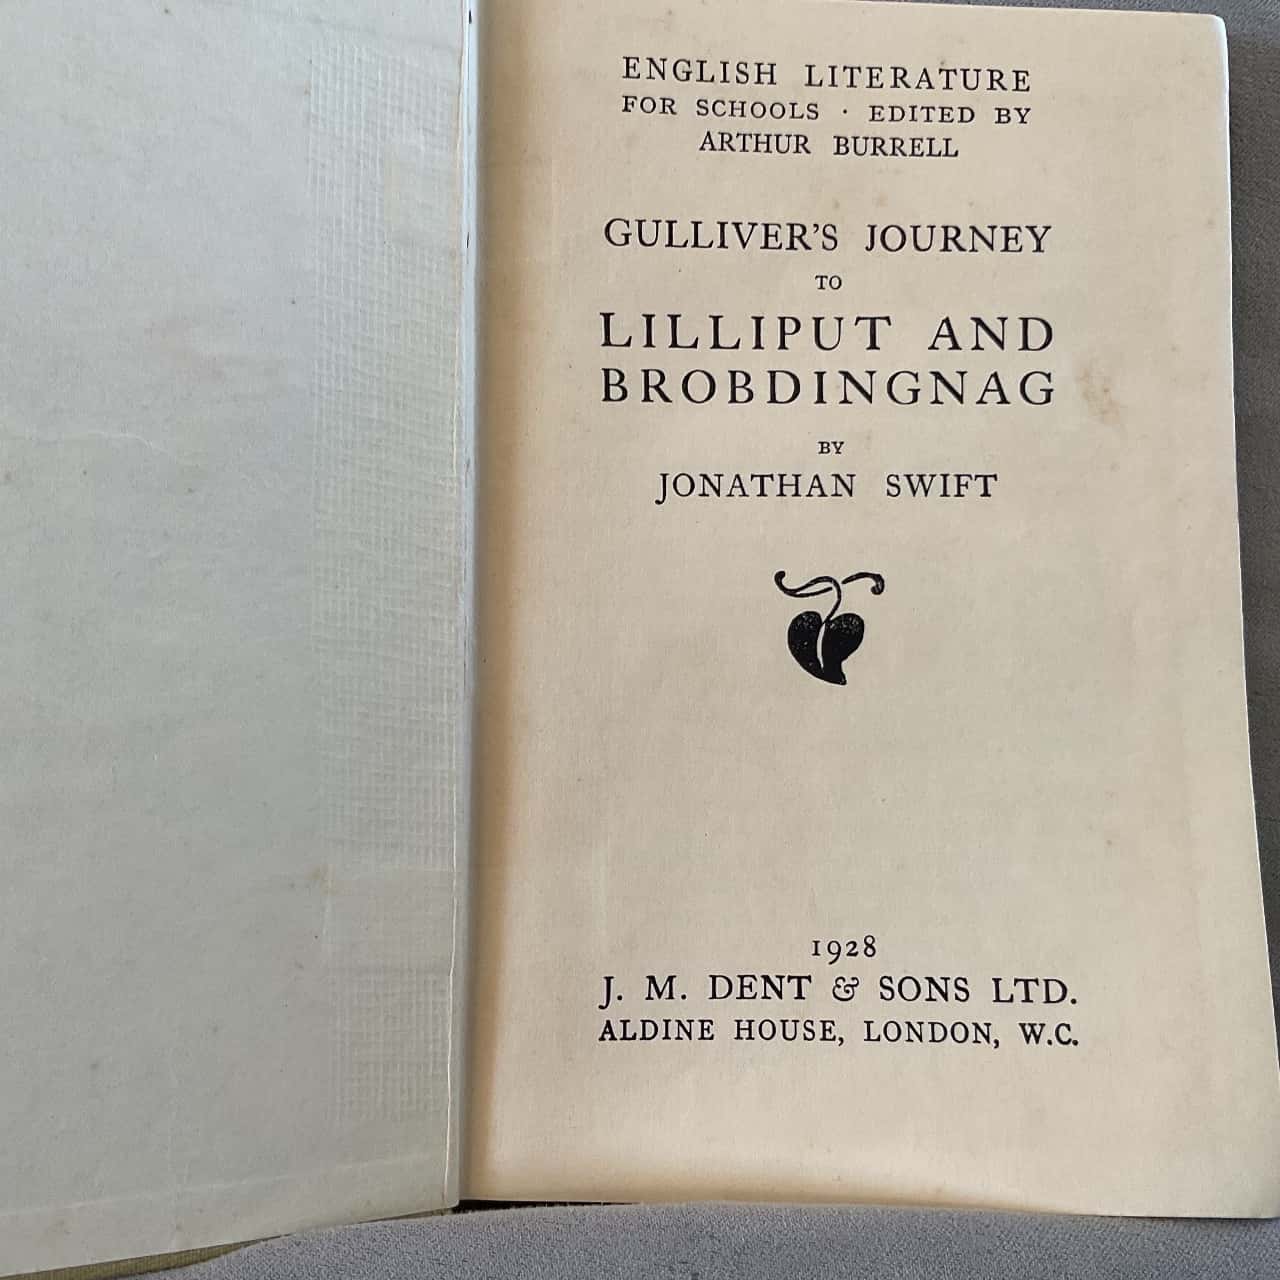 ENGLISH LITERATURE
FOR SCHOOLS · EDITED BY
ARTHUR BURRELL
GULLIVER'S JOURNEY
TO
LILLIPUT AND
BROBDINGNAG
BY
JONATHAN SWIFT
1928
J. M. DENT & SONS LTD.
ALDINE HOUSE, LONDON, W.C.